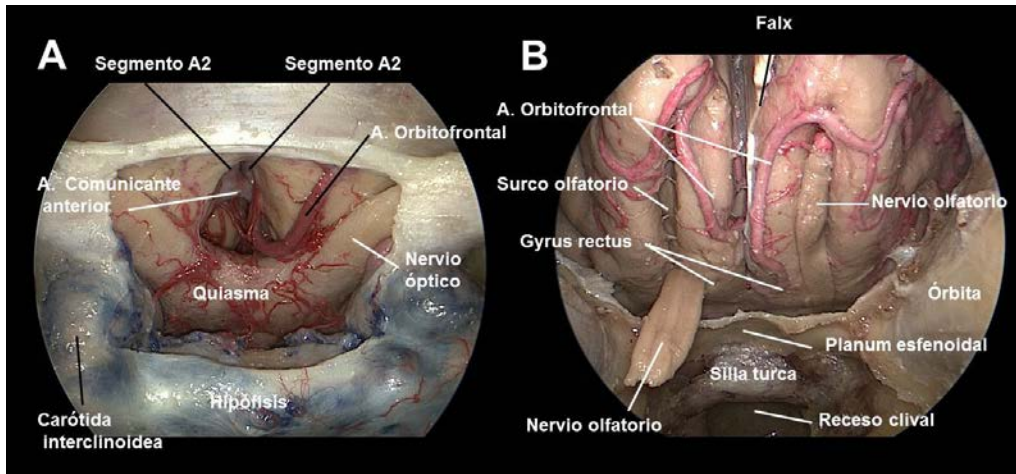 A
Segmento A2
Segmento A2
A. Orbitofrontal
A. Comunicante
anterior
Nervio
óptico
Quiasma
Hipófisis
Carótida
interclinoidea
B
Falx
A. Orbitofrontal
Surco olfatorio
Nervio olfatorio
Gyrus rectus
Órbita
Planum esfenoidal
Silla turca
Nervio olfatorio
Receso clival